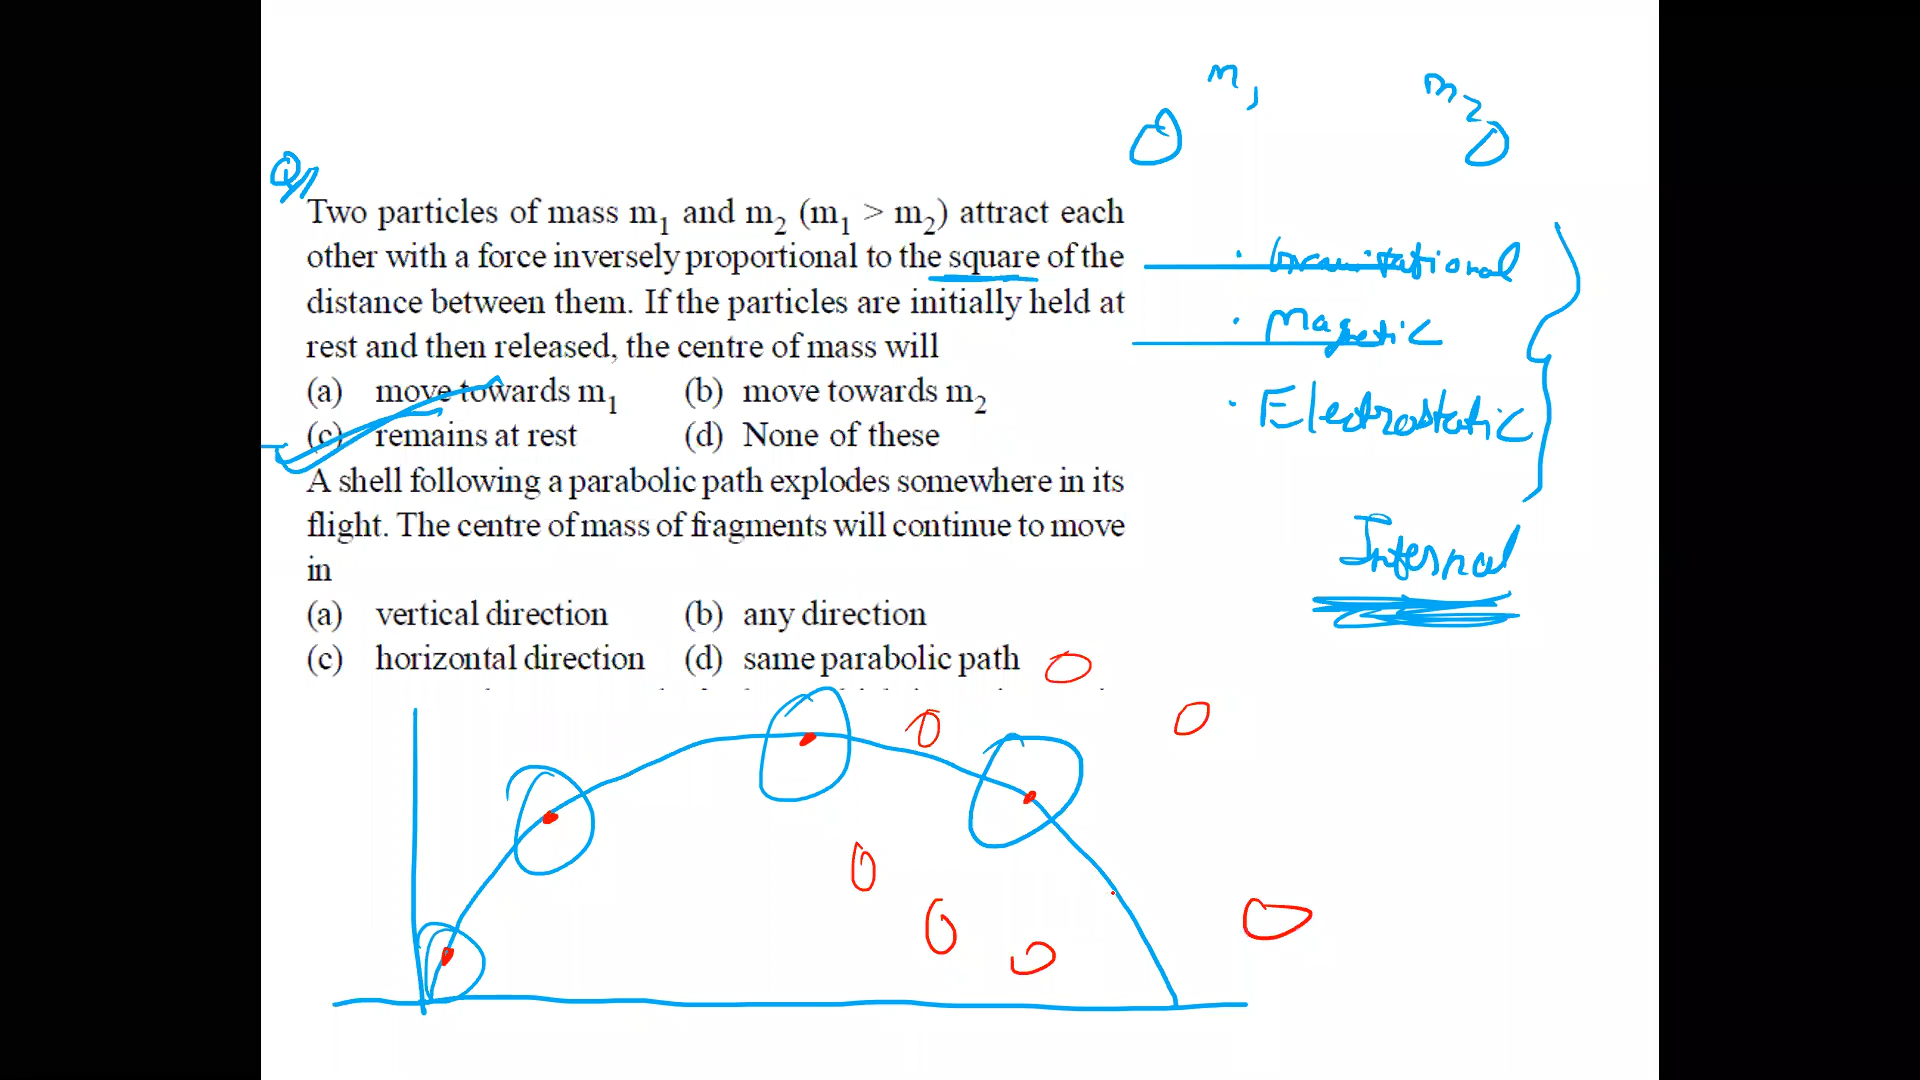 m₁ m₂
Q1
Two particles of mass m₁ and m₂ (m₁ > m₂) attract each
other with a force inversely proportional to the square of the
distance between them. If the particles are initially held at
rest and then released, the centre of mass will
(a) move towards m₁ (b) move towards m₂
(c) remains at rest (d) None of these
A shell following a parabolic path explodes somewhere in its
flight. The centre of mass of fragments will continue to move
in
(a) vertical direction (b) any direction
(c) horizontal direction (d) same parabolic path
· Gravitational
· Magnetic
· Electrostatic
Internal